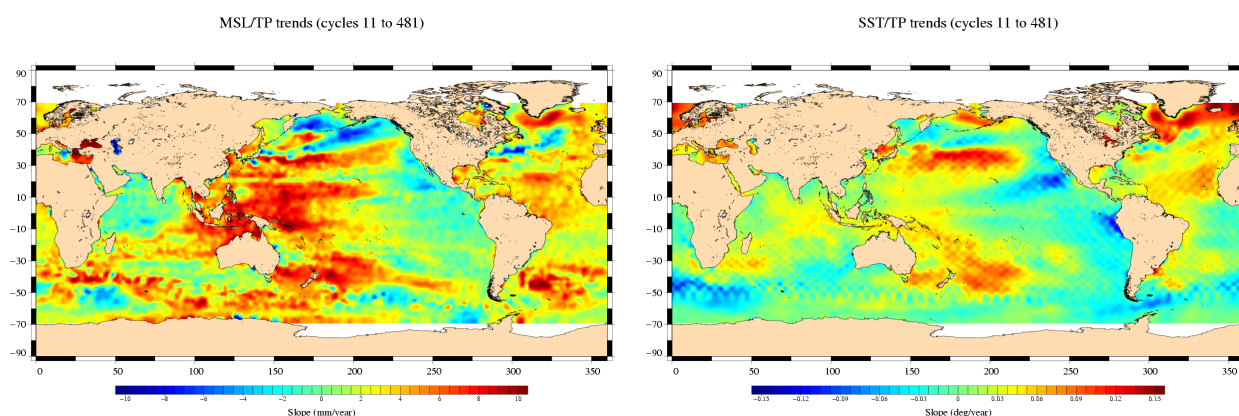 MSL/TP trends (cycles 11 to 481)
90
70
50
30
10
−10
−30
−50
−70
−90
0 50 100 150 200 250 300 350
−10 −8 −6 −4 −2 0 2 4 6 8 10
Slope (mm/year)
SST/TP trends (cycles 11 to 481)
90
70
50
30
10
−10
−30
−50
−70
−90
0 50 100 150 200 250 300 350
−0.15 −0.12 −0.09 −0.06 −0.03 0 0.03 0.06 0.09 0.12 0.15
Slope (deg/year)